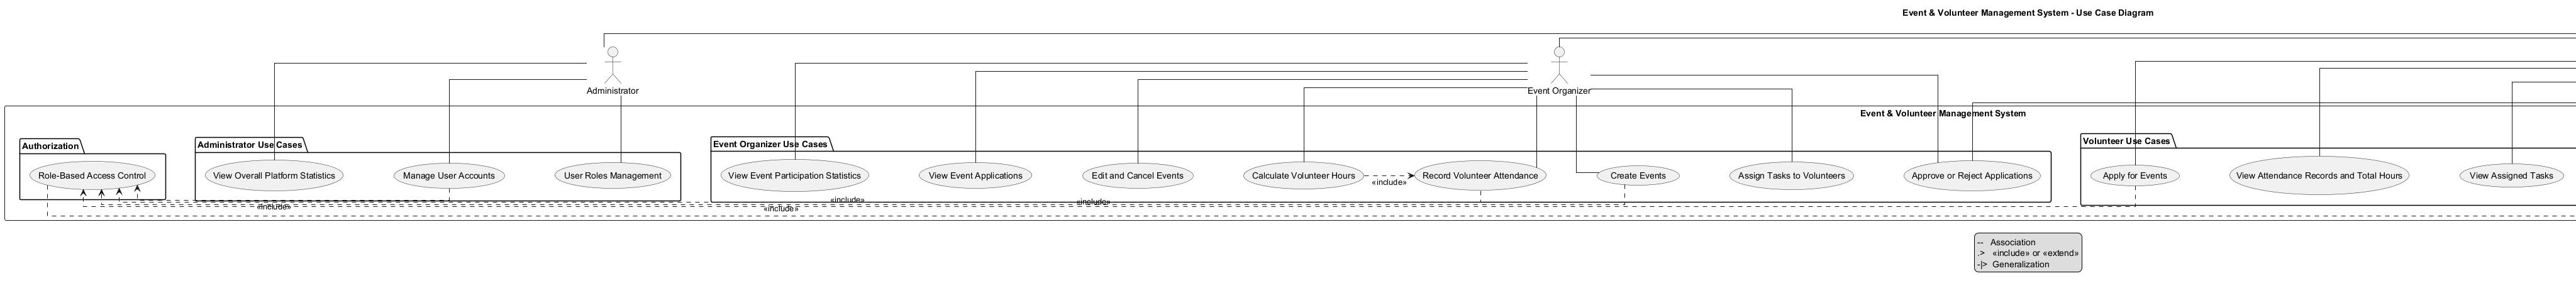 Event & Volunteer Management System - Use Case Diagram
Administrator
Event Organizer
Event & Volunteer Management System
Authorization
Administrator Use Cases
Event Organizer Use Cases
Volunteer Use Cases
Role-Based Access Control
View Overall Platform Statistics
Manage User Accounts
User Roles Management
View Event Participation Statistics
View Event Applications
Edit and Cancel Events
Calculate Volunteer Hours
«include»
Record Volunteer Attendance
Create Events
Assign Tasks to Volunteers
Approve or Reject Applications
Apply for Events
View Attendance Records and Total Hours
View Assigned Tasks
«include»
«include»
«include»
«include»
-- Association
.> «include» or «extend»
-|> Generalization